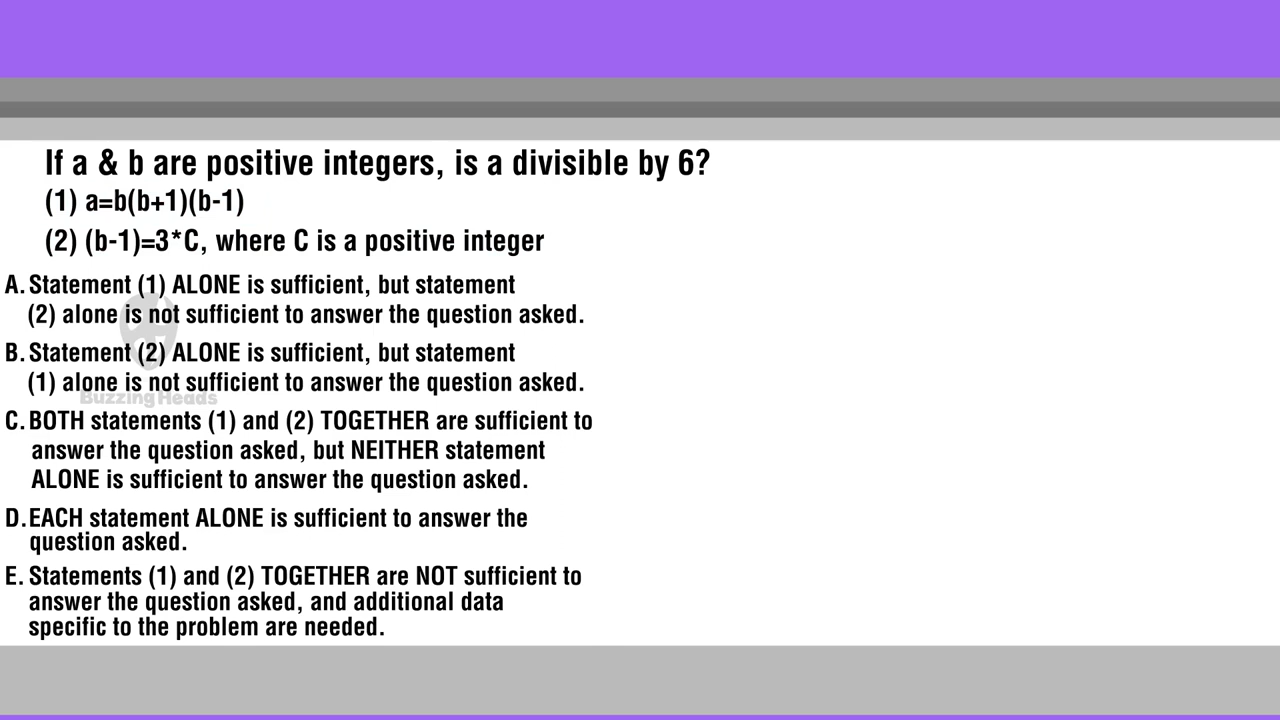 If a & b are positive integers, is a divisible by 6?
(1) a=b(b+1)(b-1)
(2) (b-1)=3*C, where C is a positive integer
A. Statement (1) ALONE is sufficient, but statement
(2) alone is not sufficient to answer the question asked.
B. Statement (2) ALONE is sufficient, but statement
(1) alone is not sufficient to answer the question asked.
Buzzing Heads
C. BOTH statements (1) and (2) TOGETHER are sufficient to
answer the question asked, but NEITHER statement
ALONE is sufficient to answer the question asked.
D. EACH statement ALONE is sufficient to answer the
question asked.
E. Statements (1) and (2) TOGETHER are NOT sufficient to
answer the question asked, and additional data
specific to the problem are needed.